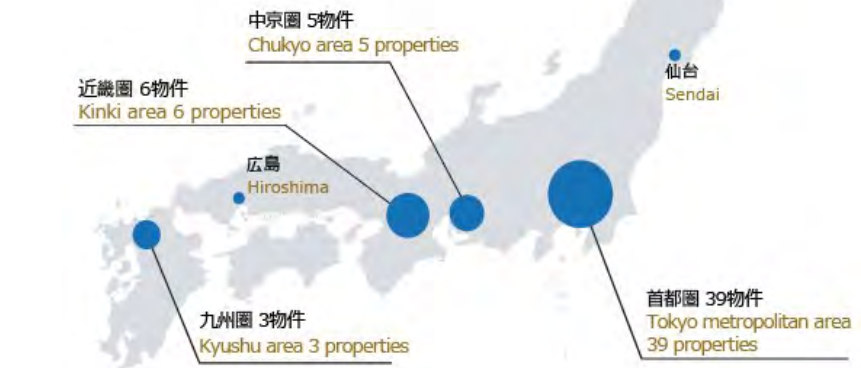 中京圏 5物件
Chukyo area 5 properties
近畿圏 6物件
Kinki area 6 properties
仙台
Sendai
広島
Hiroshima
九州圏 3物件
Kyushu area 3 properties
首都圏 39物件
Tokyo metropolitan area
39 properties